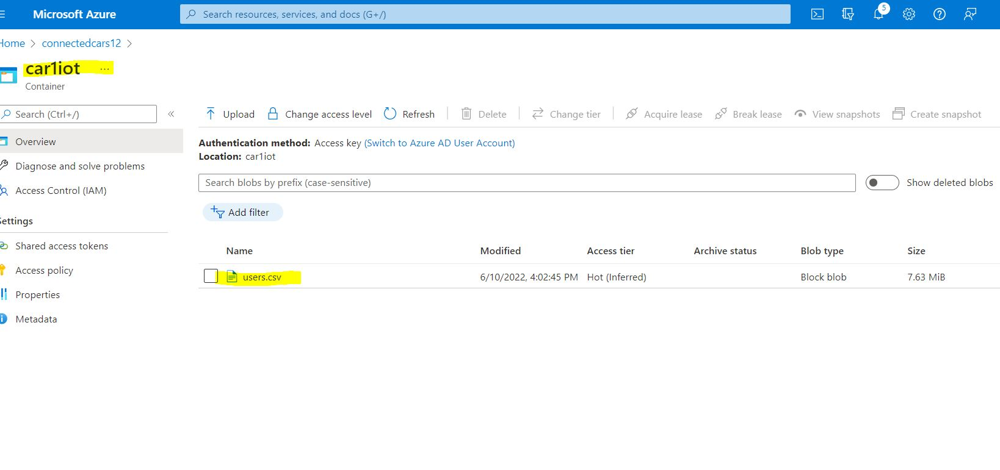 Microsoft Azure
Search resources, services, and docs (G+/)
5
Home > connectedcars12 >
car1iot ...
Container
Search (Ctrl+/) «
Upload Change access level Refresh Delete Change tier Acquire lease Break lease View snapshots Create snapshot
Overview
Diagnose and solve problems
Access Control (IAM)
Settings
Shared access tokens
Access policy
Properties
Metadata
Authentication method: Access key (Switch to Azure AD User Account)
Location: car1iot
Search blobs by prefix (case-sensitive)
Show deleted blobs
Add filter
Name Modified Access tier Archive status Blob type Size
users.csv 6/10/2022, 4:02:45 PM Hot (Inferred) Block blob 7.63 MiB